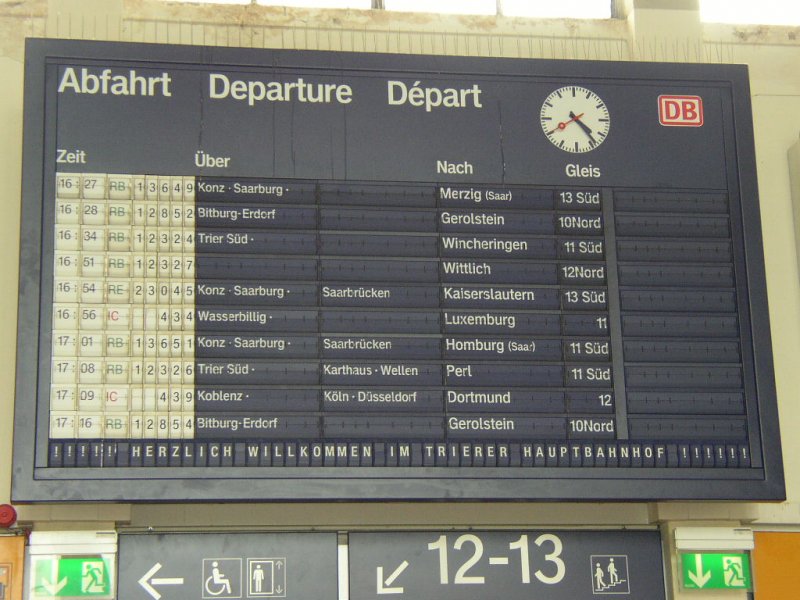 Abfahrt Departure Départ DB
Zeit Über Nach Gleis
16:27 RB 13649 Konz · Saarburg · Merzig (Saar) 13 Süd
16:28 RB 12852 Bitburg-Erdorf Gerolstein 10Nord
16:34 RB 12324 Trier Süd · Wincheringen 11 Süd
16:51 RB 12327 Wittlich 12Nord
16:54 RE 23045 Konz · Saarburg · Saarbrücken Kaiserslautern 13 Süd
16:56 IC 434 Wasserbillig · Luxemburg 11
17:01 RB 13651 Konz · Saarburg · Saarbrücken Homburg (Saar) 11 Süd
17:08 RB 12326 Trier Süd · Karthaus · Wellen Perl 11 Süd
17:09 IC 439 Koblenz · Köln · Düsseldorf Dortmund 12
17:16 RB 12854 Bitburg-Erdorf Gerolstein 10Nord
!!!!!! HERZLICH WILLKOMMEN IM TRIERER HAUPTBAHNHOF !!!!!!
12-13